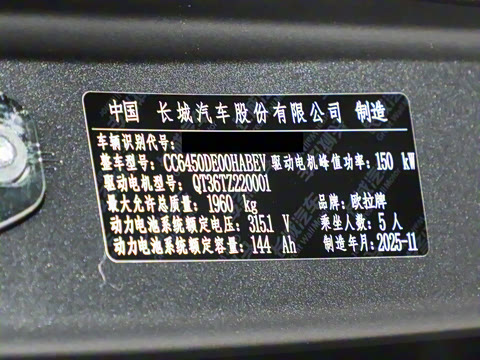 中国 长城汽车股份有限公司 制造
车辆识别代号:
整车型号: CC6450DE00HABEV 驱动电机峰值功率: 150 kW
驱动电机型号: QT36TZ220001
最大允许总质量: 1960 kg 品牌: 欧拉牌
动力电池系统额定电压: 315.1 V 乘坐人数: 5 人
动力电池系统额定容量: 144 Ah 制造年月: 2025-11